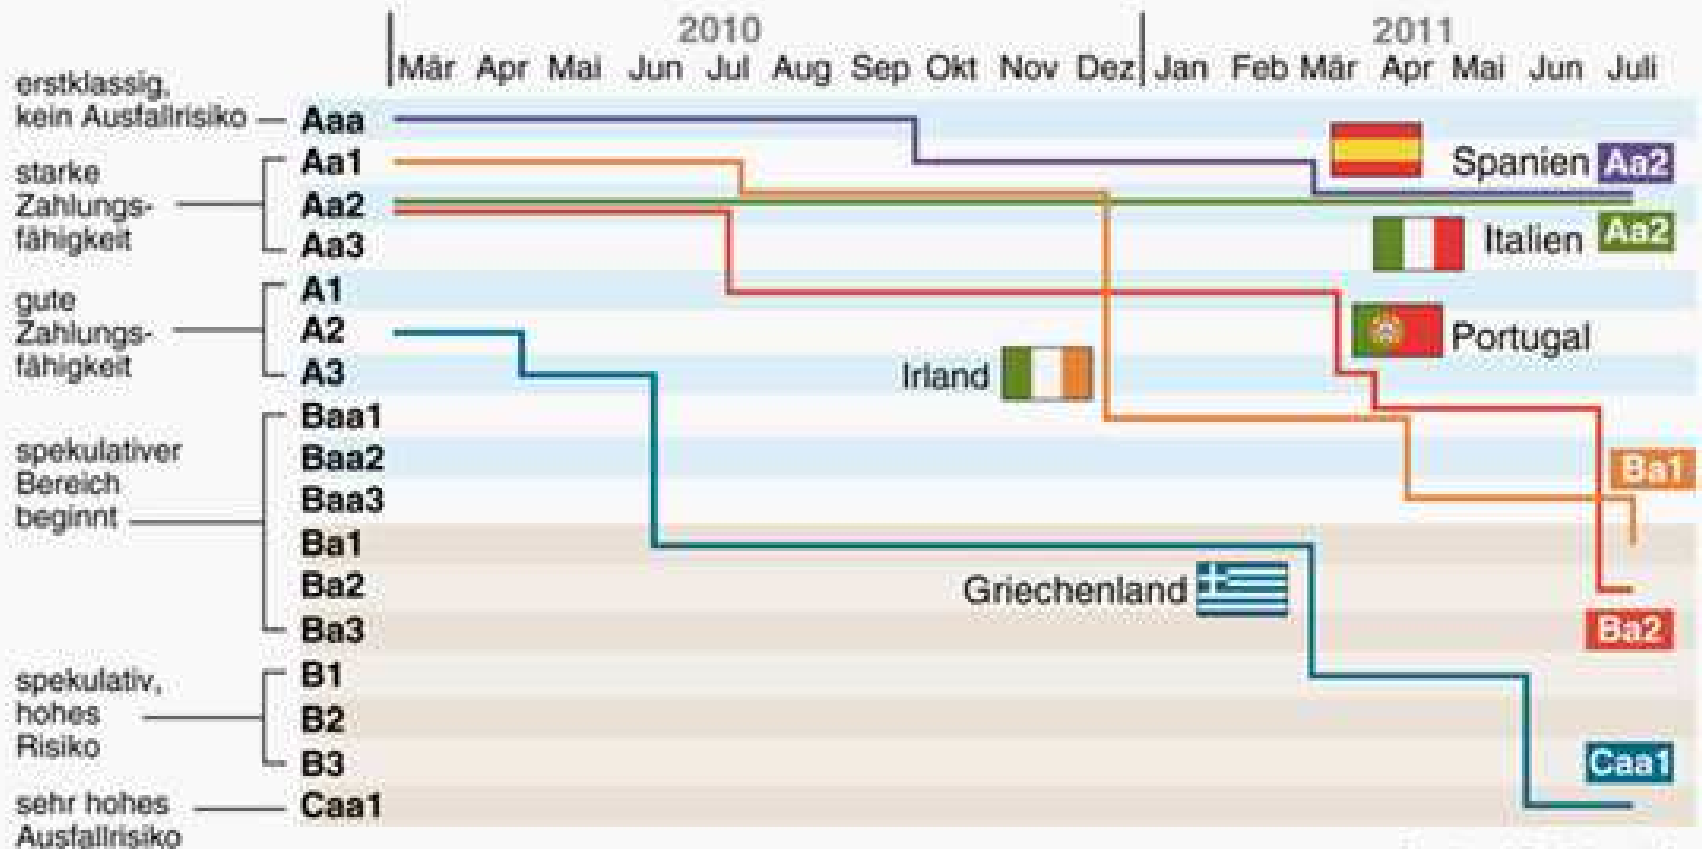 2010 2011
Mär Apr Mai Jun Jul Aug Sep Okt Nov Dez Jan Feb Mär Apr Mai Jun Juli
erstklassig,
kein Ausfallrisiko
Aaa
starke
Zahlungs-
fähigkeit
Aa1
Aa2
Aa3
gute
Zahlungs-
fähigkeit
A1
A2
A3
spekulativer
Bereich
beginnt
Baa1
Baa2
Baa3
Ba1
Ba2
Ba3
spekulativ,
hohes
Risiko
B1
B2
B3
sehr hohes
Ausfallrisiko
Caa1
Spanien Aa2
Italien Aa2
Portugal
Irland
Ba1
Griechenland
Ba2
Caa1